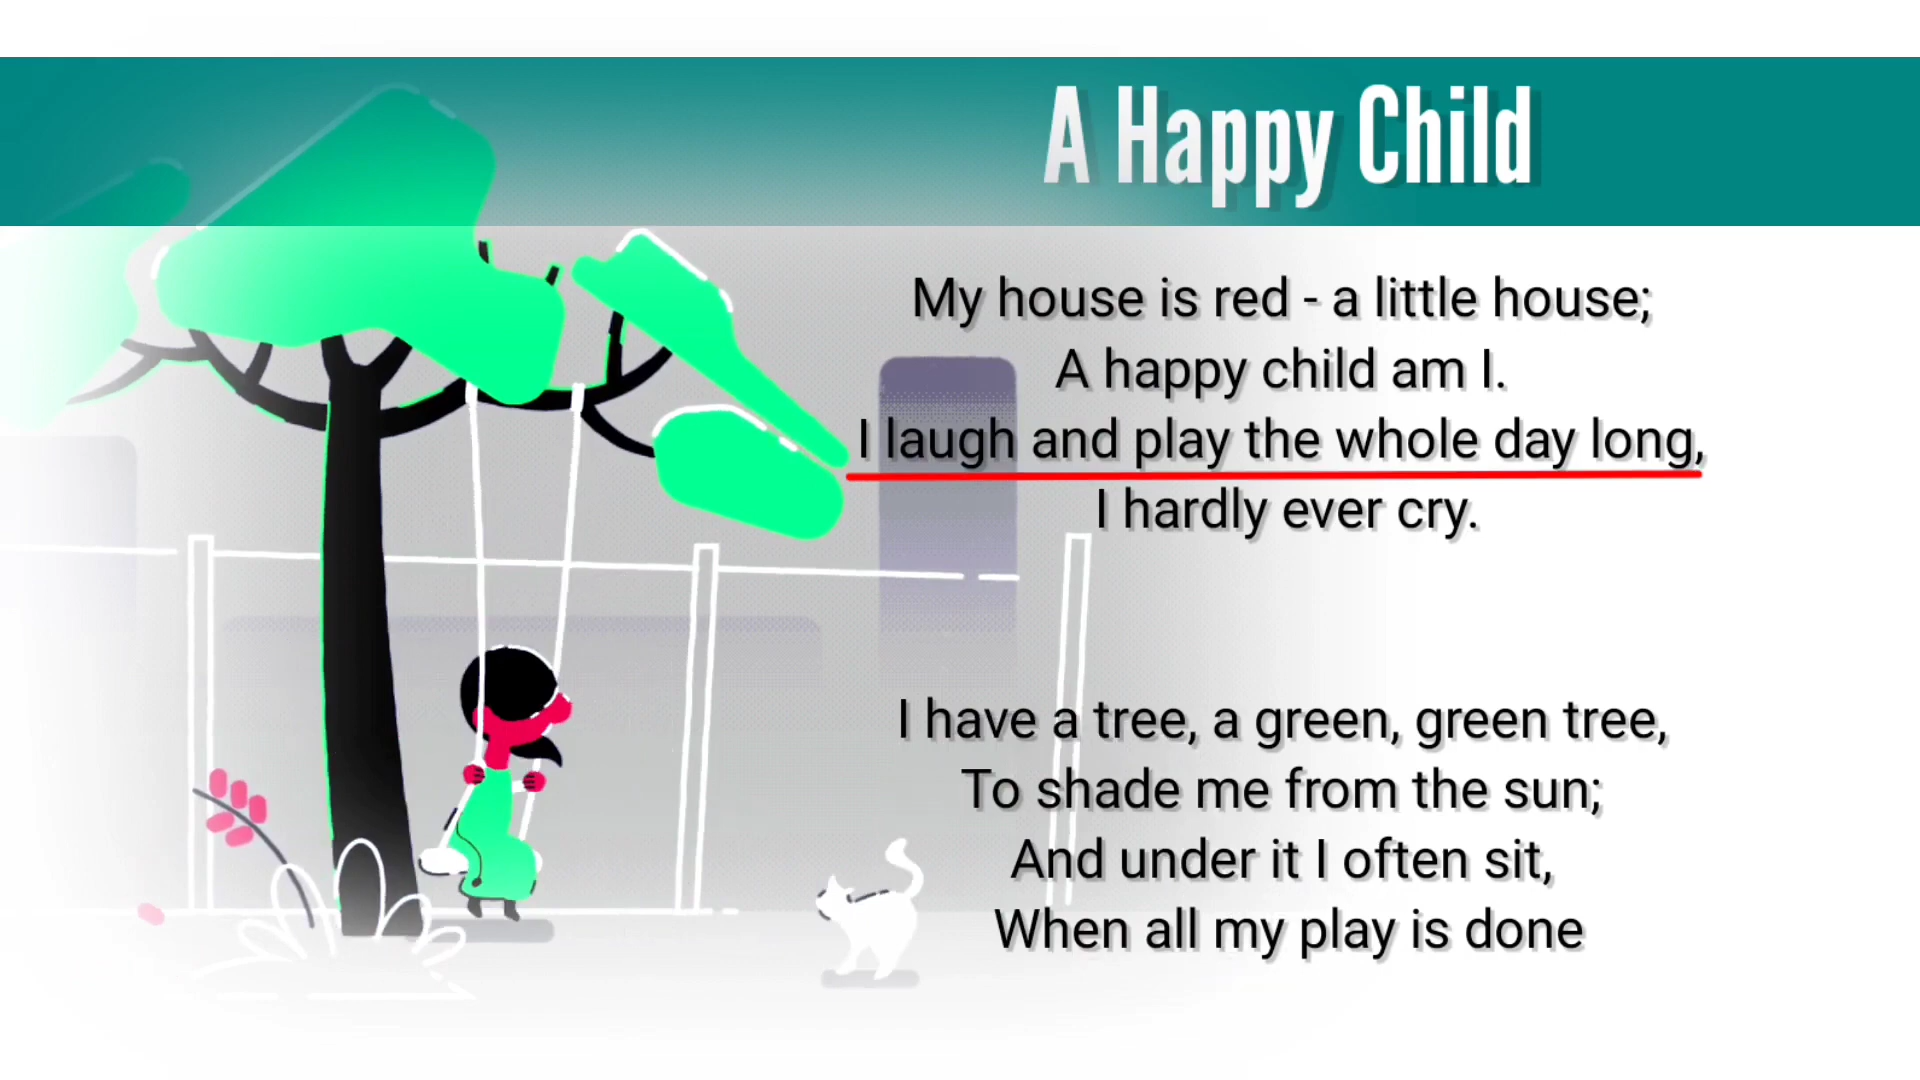 A Happy Child
My house is red - a little house;
A happy child am I.
I laugh and play the whole day long,
I hardly ever cry.
I have a tree, a green, green tree,
To shade me from the sun;
And under it I often sit,
When all my play is done